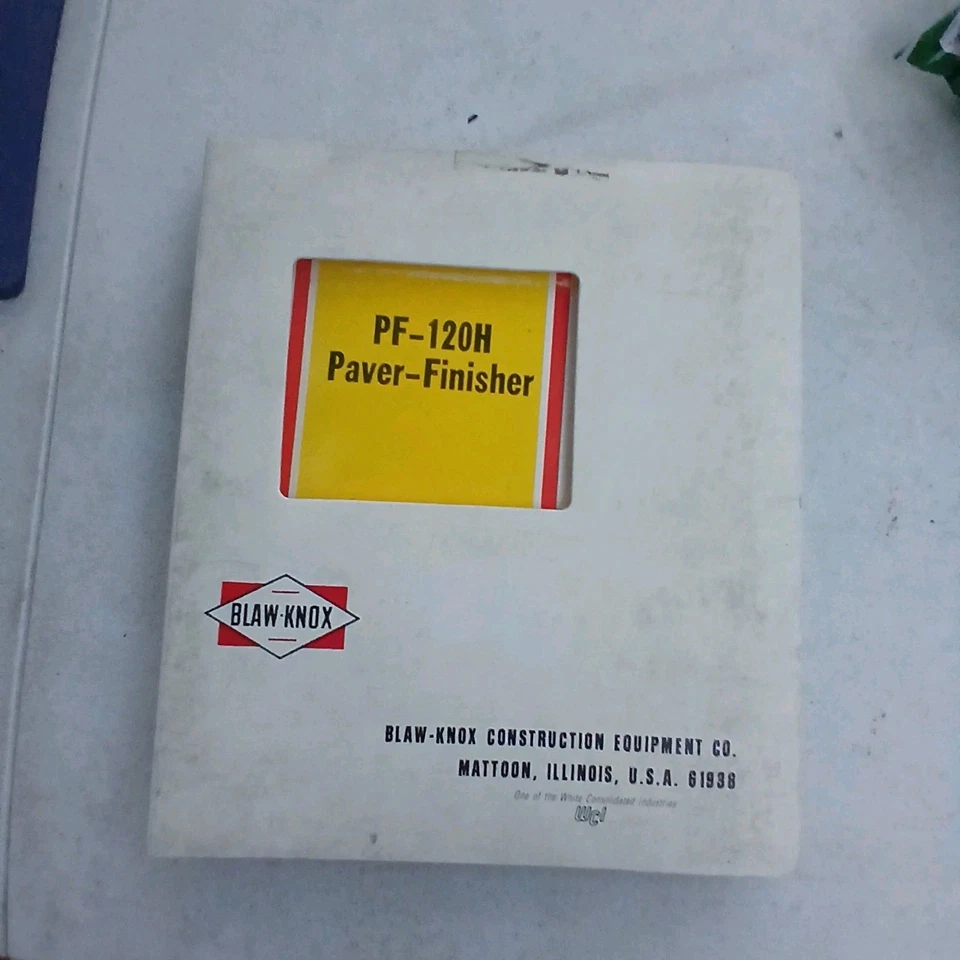 PF-120H
Paver-Finisher
BLAW-KNOX
BLAW-KNOX CONSTRUCTION EQUIPMENT CO.
MATTOON, ILLINOIS, U.S.A. 61938
One of the White Consolidated Industries
WCI